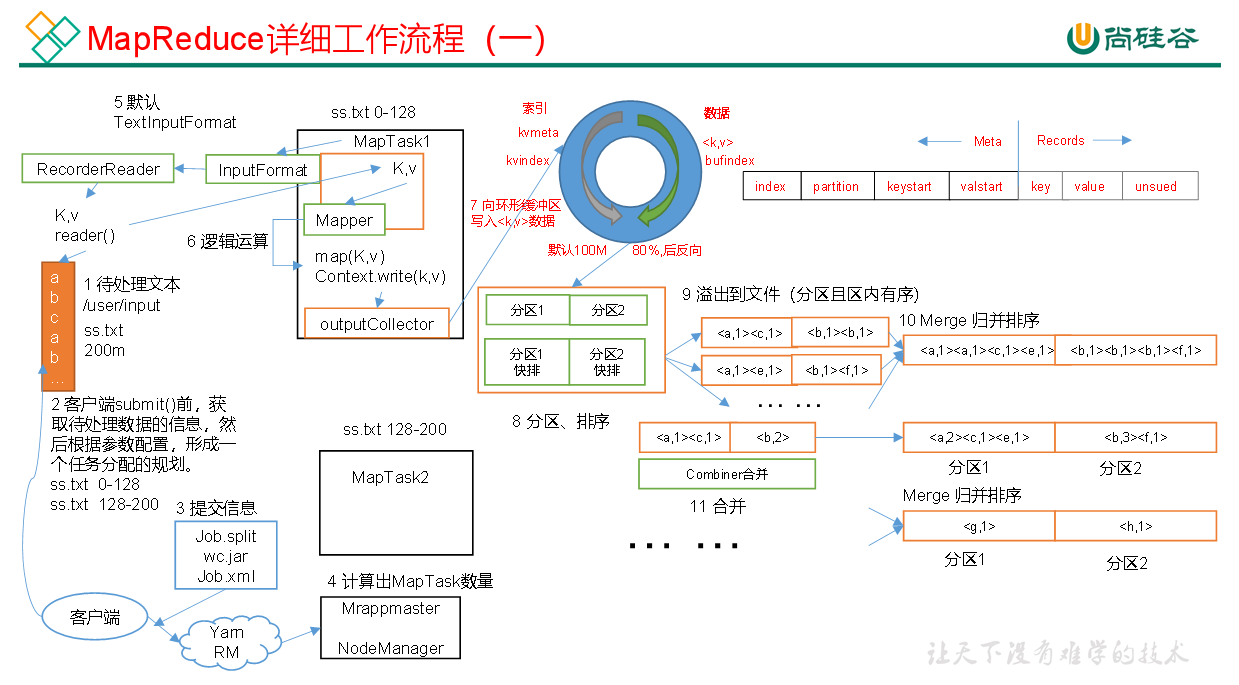 MapReduce详细工作流程（一）
尚硅谷
5 默认
TextInputFormat
RecorderReader
InputFormat
K,v
reader()
ss.txt 0-128
MapTask1
K,v
Mapper
6 逻辑运算
map(K,v)
Context.write(k,v)
outputCollector
a
b
c
a
b
...
1 待处理文本
/user/input
ss.txt
200m
2 客户端submit()前，获
取待处理数据的信息，然
后根据参数配置，形成一
个任务分配的规划。
ss.txt 0-128
ss.txt 128-200
3 提交信息
Job.split
wc.jar
Job.xml
客户端
Yarn
RM
4 计算出MapTask数量
Mrappmaster
NodeManager
ss.txt 128-200
MapTask2
索引
kvmeta
kvindex
数据
<k,v>
bufindex
7 向环形缓冲区
写入<k,v>数据
默认100M
80%,后反向
Meta
Records
index partition keystart valstart key value unsued
分区1 分区2
分区1 分区2
快排 快排
8 分区、排序
9 溢出到文件（分区且区内有序）
<a,1><c,1> <b,1><b,1>
<a,1><e,1> <b,1><f,1>
... ...
10 Merge 归并排序
<a,1><a,1><c,1><e,1> <b,1><b,1><b,1><f,1>
<a,1><c,1> <b,2>
Combiner合并
11 合并
<a,2><c,1><e,1> <b,3><f,1>
分区1 分区2
Merge 归并排序
<g,1> <h,1>
分区1 分区2
... ...
让天下没有难学的技术